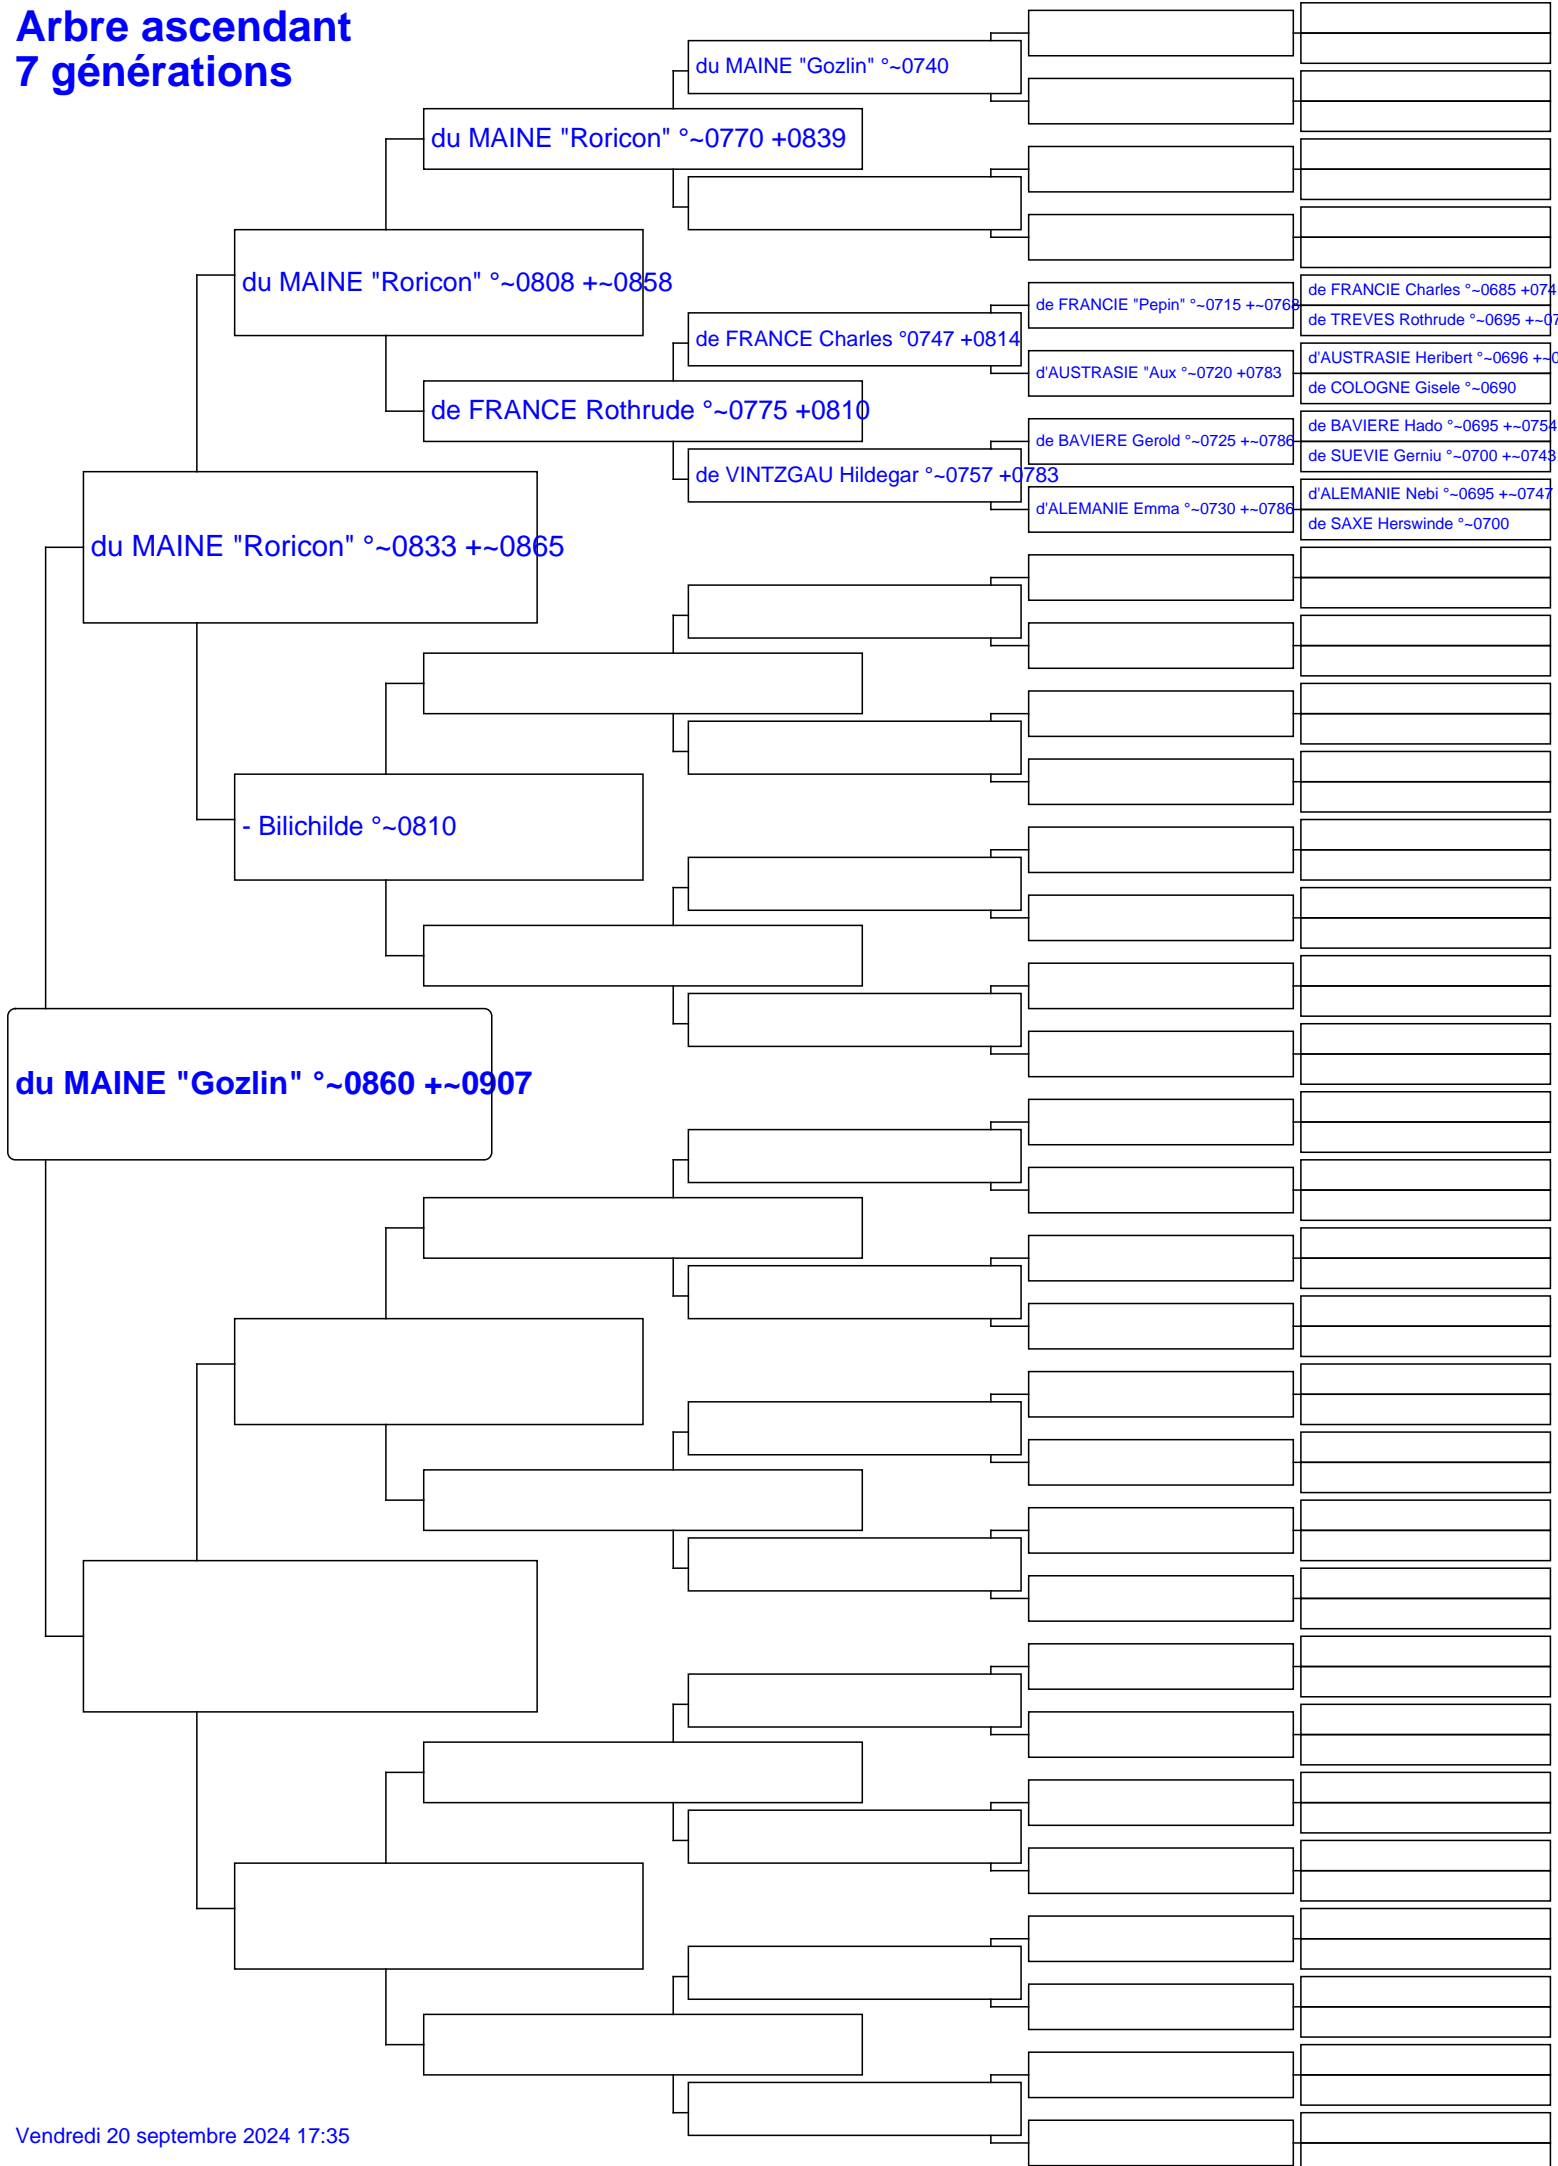 Arbre ascendant
7 générations
du MAINE "Gozlin" °~0740
du MAINE "Roricon" °~0770 +0839
du MAINE "Roricon" °~0808 +~0858
de FRANCIE "Pepin" °~0715 +~0768
de FRANCIE Charles °~0685 +074
de TREVES Rothrude °~0695 +~07
de FRANCE Charles °0747 +0814
d'AUSTRASIE "Aux °~0720 +0783
d'AUSTRASIE Heribert °~0696 +~0
de COLOGNE Gisele °~0690
de FRANCE Rothrude °~0775 +0810
de BAVIERE Gerold °~0725 +~0786
de BAVIERE Hado °~0695 +~0754
de SUEVIE Gerniu °~0700 +~0743
de VINTZGAU Hildegar °~0757 +0783
d'ALEMANIE Emma °~0730 +~0786
d'ALEMANIE Nebi °~0695 +~0747
de SAXE Herswinde °~0700
du MAINE "Roricon" °~0833 +~0865
- Bilichilde °~0810
du MAINE "Gozlin" °~0860 +~0907
Vendredi 20 septembre 2024 17:35